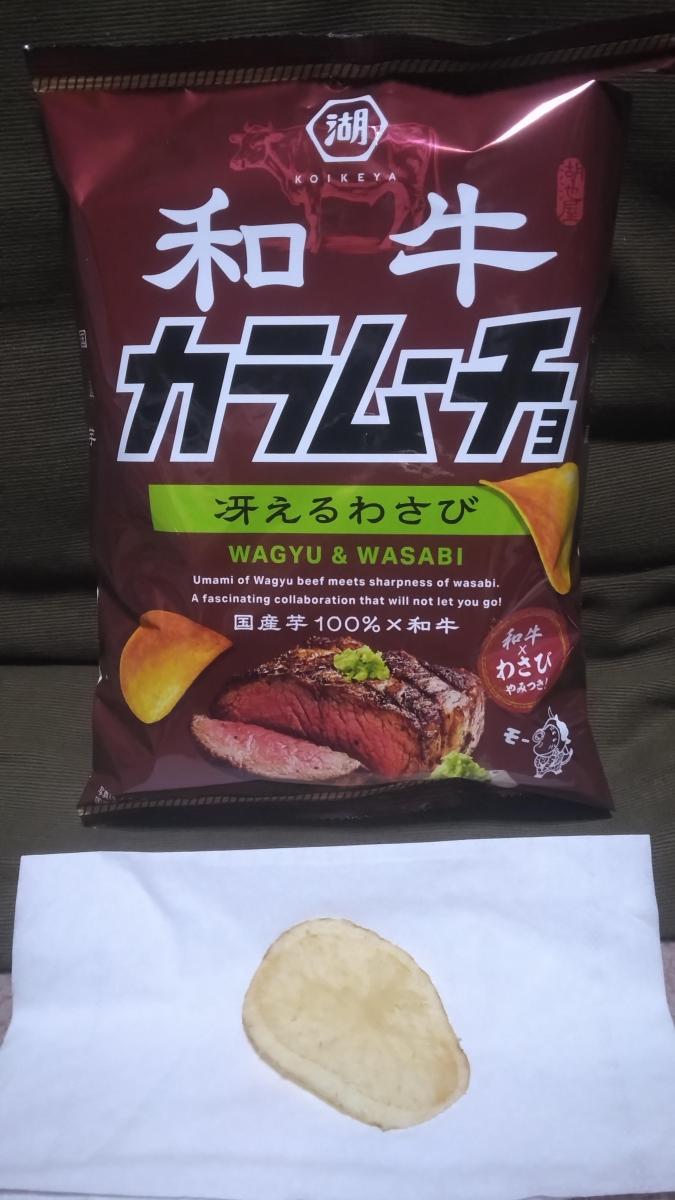 湖
KOIKEYA
湖池屋
和牛
カラムーチョ
冴えるわさび
WAGYU & WASABI
Umami of Wagyu beef meets sharpness of wasabi.
A fascinating collaboration that will not let you go!
国産芋100%×和牛
和牛
×
わさび
やみつき!
モー